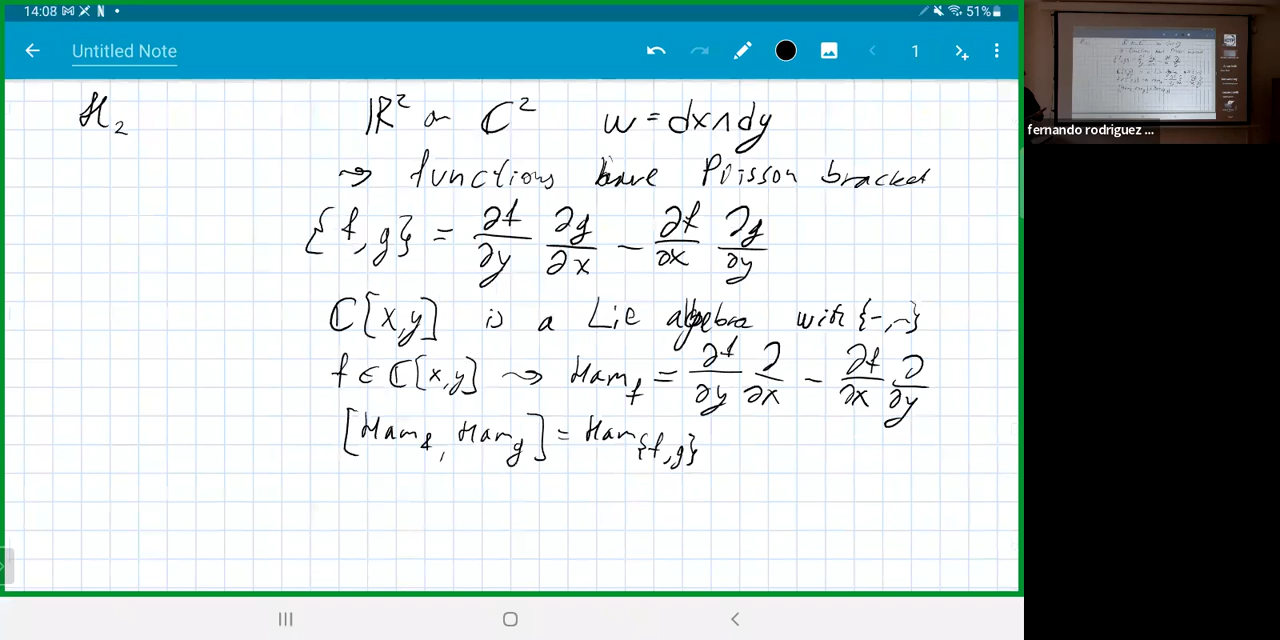 14:08 51%
Untitled Note 1
ℋ₂ ℝ² or ℂ² ω = dx∧dy
⇝ functions have Poisson bracket
{f, g} = ∂f/∂y ∂g/∂x − ∂f/∂x ∂g/∂y
ℂ[x,y] is a Lie algebra with {-,-}
f ∈ ℂ[x,y] ⇝ Ham_f = ∂f/∂y ∂/∂x − ∂f/∂x ∂/∂y
[Ham_f, Ham_g] = Ham_{f,g}
fernando rodriguez ...